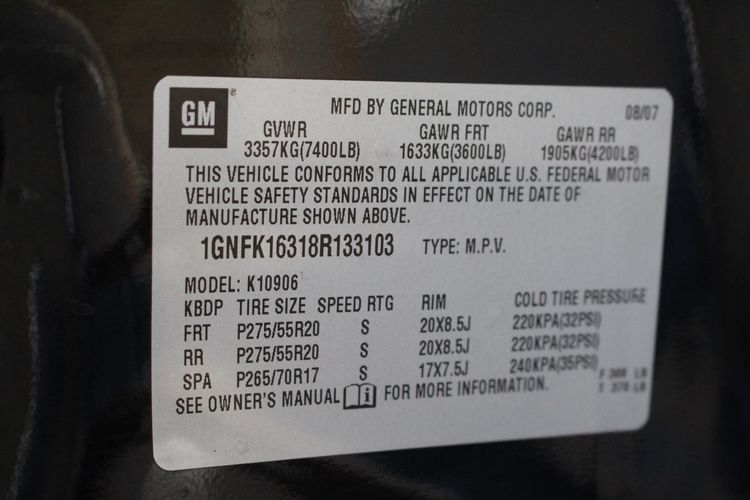 GM® MFD BY GENERAL MOTORS CORP. 08/07
GVWR GAWR FRT GAWR RR
3357KG(7400LB) 1633KG(3600LB) 1905KG(4200LB)
THIS VEHICLE CONFORMS TO ALL APPLICABLE U.S. FEDERAL MOTOR
VEHICLE SAFETY STANDARDS IN EFFECT ON THE DATE OF
MANUFACTURE SHOWN ABOVE.
1GNFK16318R133103 TYPE: M.P.V.
MODEL: K10906
KBDP TIRE SIZE SPEED RTG RIM COLD TIRE PRESSURE
FRT P275/55R20 S 20X8.5J 220KPA(32PSI)
RR P275/55R20 S 20X8.5J 220KPA(32PSI)
SPA P265/70R17 S 17X7.5J 240KPA(35PSI)
SEE OWNER'S MANUAL i FOR MORE INFORMATION.
F LB
T LB